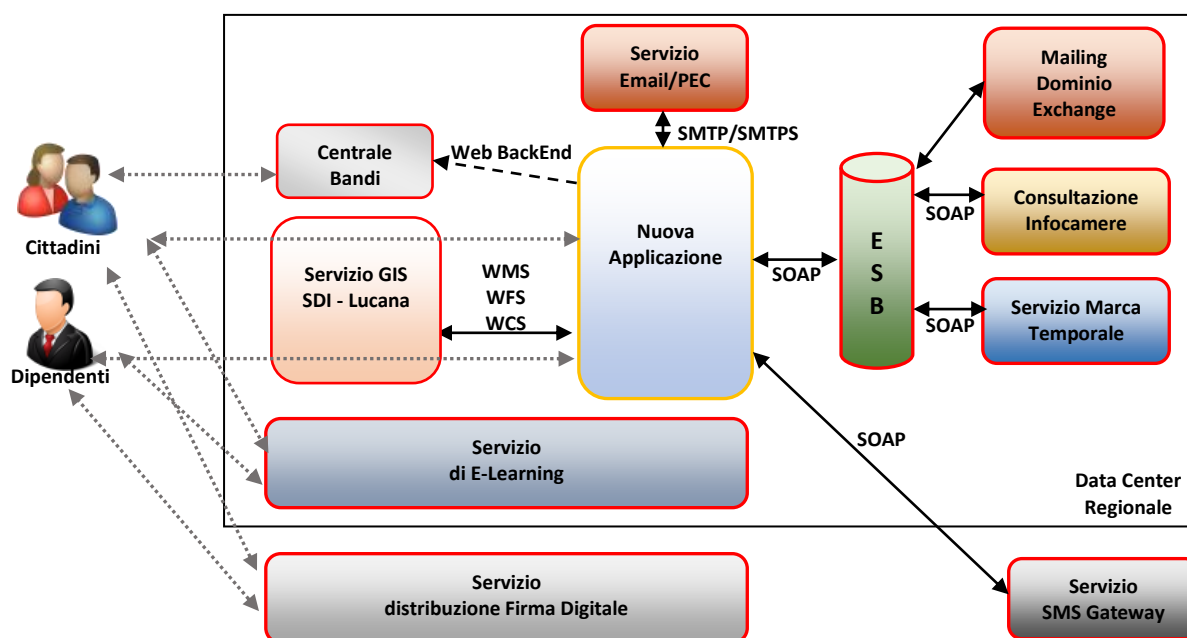 Servizio
Email/PEC
Mailing
Dominio
Exchange
SMTP/SMTPS
Centrale
Bandi
Web BackEnd
Cittadini
Servizio GIS
SDI - Lucana
WMS
WFS
WCS
Nuova
Applicazione
SOAP
E
S
B
SOAP
Consultazione
Infocamere
SOAP
Servizio Marca
Temporale
Dipendenti
Servizio
di E-Learning
SOAP
Data Center
Regionale
Servizio
distribuzione Firma Digitale
Servizio
SMS Gateway